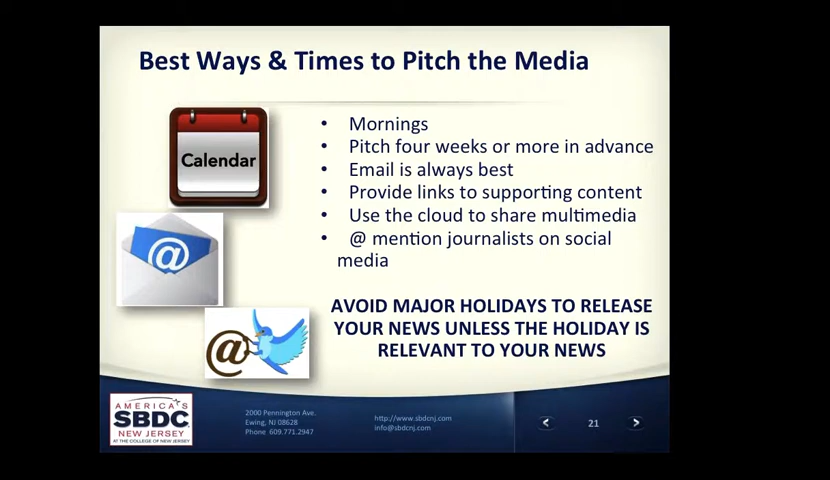 Best Ways & Times to Pitch the Media
Calendar
@
@
• Mornings
• Pitch four weeks or more in advance
• Email is always best
• Provide links to supporting content
• Use the cloud to share multimedia
• @ mention journalists on social
media
AVOID MAJOR HOLIDAYS TO RELEASE
YOUR NEWS UNLESS THE HOLIDAY IS
RELEVANT TO YOUR NEWS
AMERICA'S
SBDC
NEW JERSEY
AT THE COLLEGE OF NEW JERSEY
2000 Pennington Ave.
Ewing, NJ 08628
Phone 609.771.2947
http://www.sbdcnj.com
info@sbdcnj.com
< 21 >